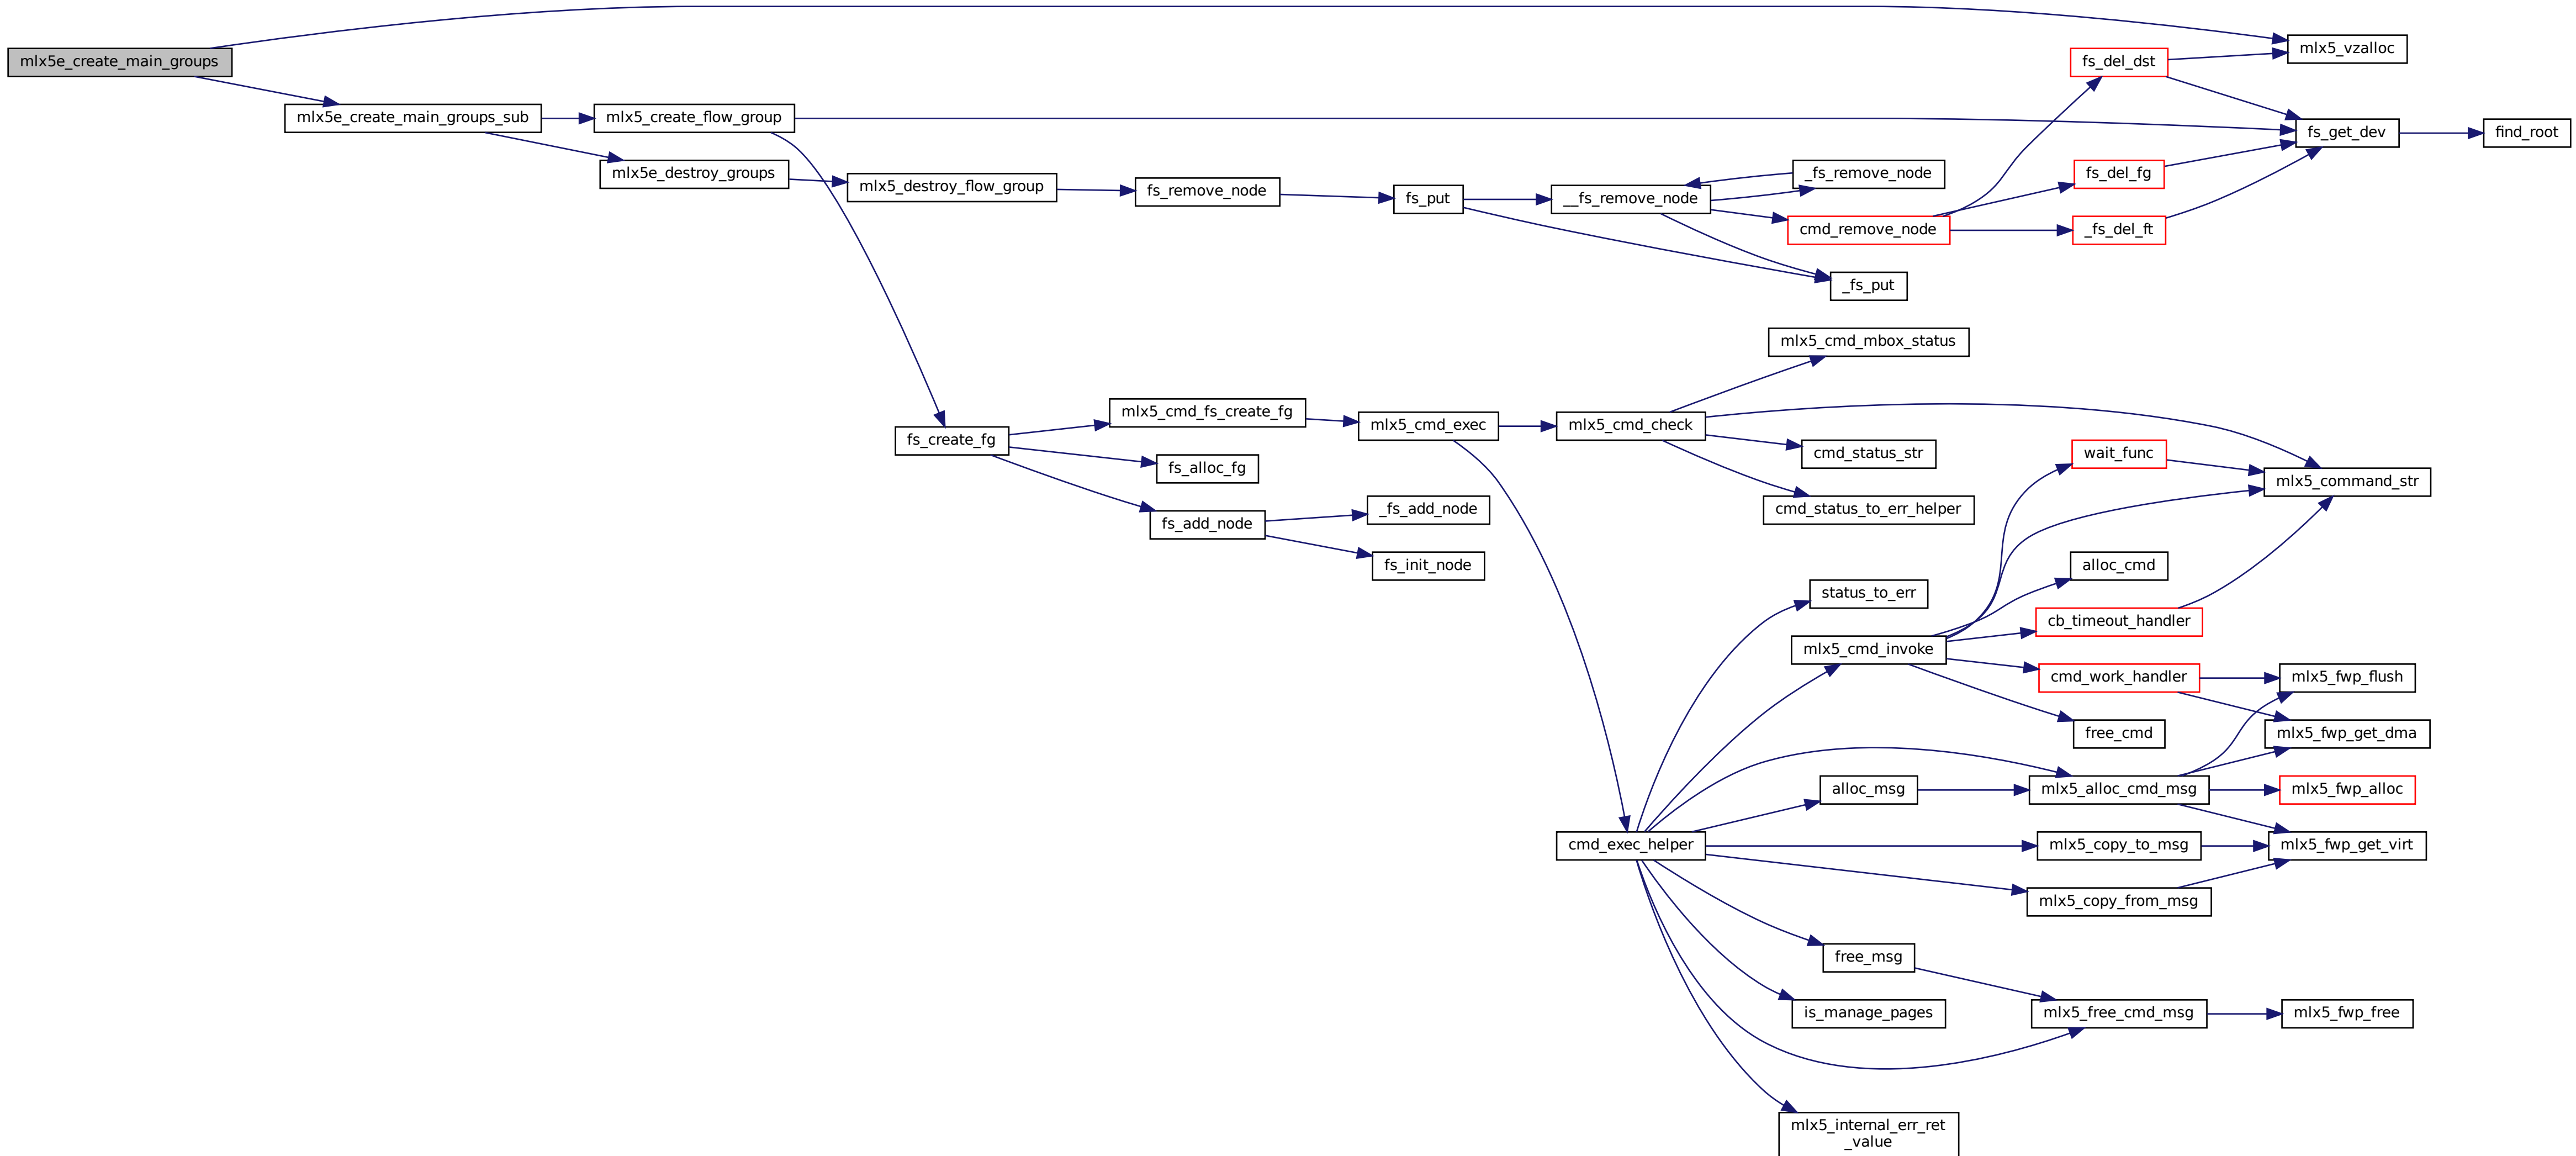 mlx5e_create_main_groups
mlx5e_create_main_groups_sub
mlx5_create_flow_group
mlx5e_destroy_groups
mlx5_destroy_flow_group
fs_remove_node
fs_put
__fs_remove_node
_fs_remove_node
cmd_remove_node
_fs_put
fs_del_dst
fs_del_fg
_fs_del_ft
mlx5_vzalloc
fs_get_dev
find_root
fs_create_fg
mlx5_cmd_fs_create_fg
fs_alloc_fg
fs_add_node
_fs_add_node
fs_init_node
mlx5_cmd_exec
mlx5_cmd_check
mlx5_cmd_mbox_status
cmd_status_str
cmd_status_to_err_helper
mlx5_command_str
cmd_exec_helper
status_to_err
mlx5_cmd_invoke
wait_func
alloc_cmd
cb_timeout_handler
cmd_work_handler
free_cmd
mlx5_fwp_flush
mlx5_fwp_get_dma
alloc_msg
mlx5_alloc_cmd_msg
mlx5_fwp_alloc
mlx5_copy_to_msg
mlx5_fwp_get_virt
mlx5_copy_from_msg
free_msg
is_manage_pages
mlx5_free_cmd_msg
mlx5_fwp_free
mlx5_internal_err_ret
_value